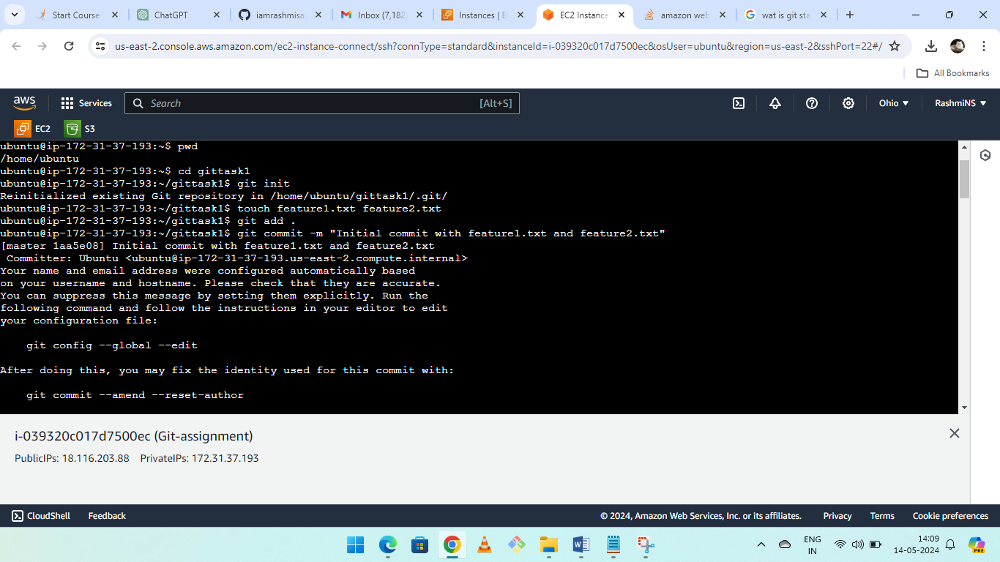 Start Course
ChatGPT
iamrashmisa
Inbox (7,182
Instances | E
EC2 Instance
amazon web
wat is git sta
us-east-2.console.aws.amazon.com/ec2-instance-connect/ssh?connType=standard&instanceId=i-039320c017d7500ec&osUser=ubuntu&region=us-east-2&sshPort=22#/
All Bookmarks
aws
Services
Search
[Alt+S]
Ohio
RashmiNS
EC2
S3
ubuntu@ip-172-31-37-193:~$ pwd
/home/ubuntu
ubuntu@ip-172-31-37-193:~$ cd gittask1
ubuntu@ip-172-31-37-193:~/gittask1$ git init
Reinitialized existing Git repository in /home/ubuntu/gittask1/.git/
ubuntu@ip-172-31-37-193:~/gittask1$ touch feature1.txt feature2.txt
ubuntu@ip-172-31-37-193:~/gittask1$ git add .
ubuntu@ip-172-31-37-193:~/gittask1$ git commit -m "Initial commit with feature1.txt and feature2.txt"
[master 1aa5e08] Initial commit with feature1.txt and feature2.txt
 Committer: Ubuntu <ubuntu@ip-172-31-37-193.us-east-2.compute.internal>
Your name and email address were configured automatically based
on your username and hostname. Please check that they are accurate.
You can suppress this message by setting them explicitly. Run the
following command and follow the instructions in your editor to edit
your configuration file:
    git config --global --edit
After doing this, you may fix the identity used for this commit with:
    git commit --amend --reset-author
i-039320c017d7500ec (Git-assignment)
PublicIPs: 18.116.203.88 PrivateIPs: 172.31.37.193
CloudShell
Feedback
© 2024, Amazon Web Services, Inc. or its affiliates.
Privacy
Terms
Cookie preferences
ENG
IN
14:09
14-05-2024
PRE